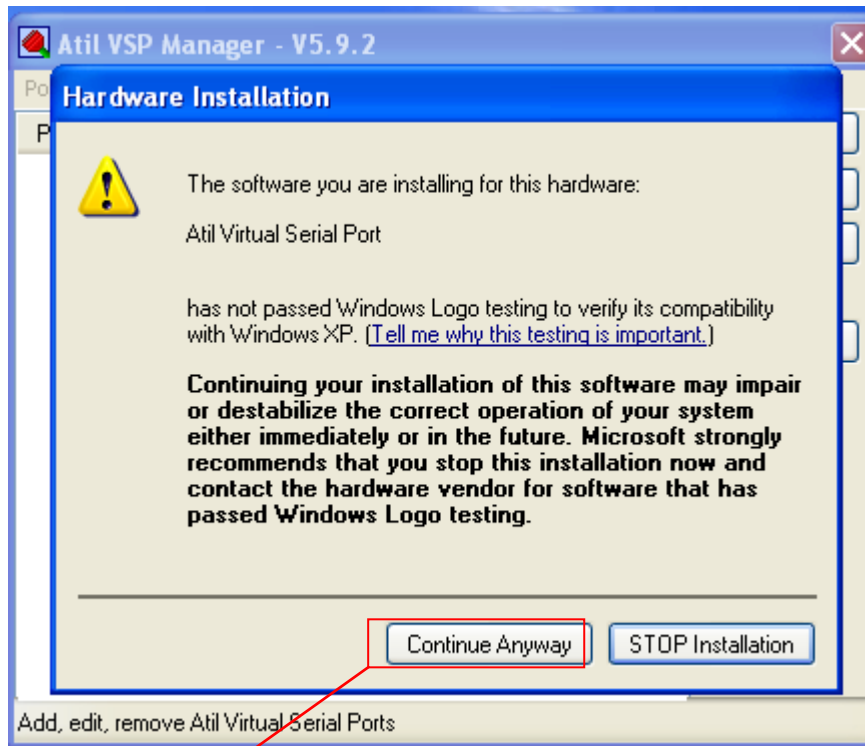 Atil VSP Manager - V5.9.2
Po
Hardware Installation
P
The software you are installing for this hardware:
Atil Virtual Serial Port
has not passed Windows Logo testing to verify its compatibility
with Windows XP. (Tell me why this testing is important.)
Continuing your installation of this software may impair
or destabilize the correct operation of your system
either immediately or in the future. Microsoft strongly
recommends that you stop this installation now and
contact the hardware vendor for software that has
passed Windows Logo testing.
Continue Anyway STOP Installation
Add, edit, remove Atil Virtual Serial Ports